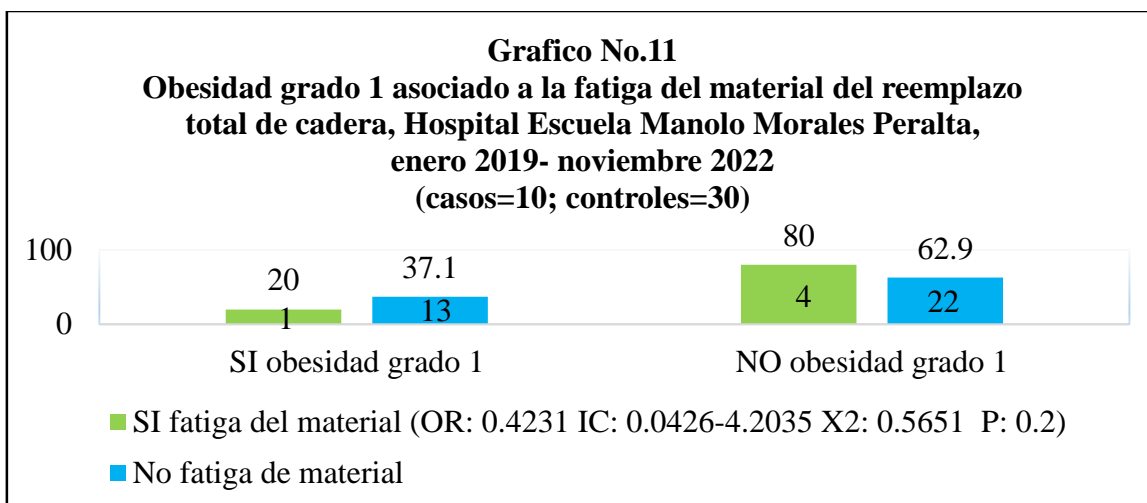 Grafico No.11
Obesidad grado 1 asociado a la fatiga del material del reemplazo
total de cadera, Hospital Escuela Manolo Morales Peralta,
enero 2019- noviembre 2022
(casos=10; controles=30)
100
0
20
1
37.1
13
80
4
62.9
22
SI obesidad grado 1
NO obesidad grado 1
SI fatiga del material (OR: 0.4231 IC: 0.0426-4.2035 X2: 0.5651 P: 0.2)
No fatiga de material